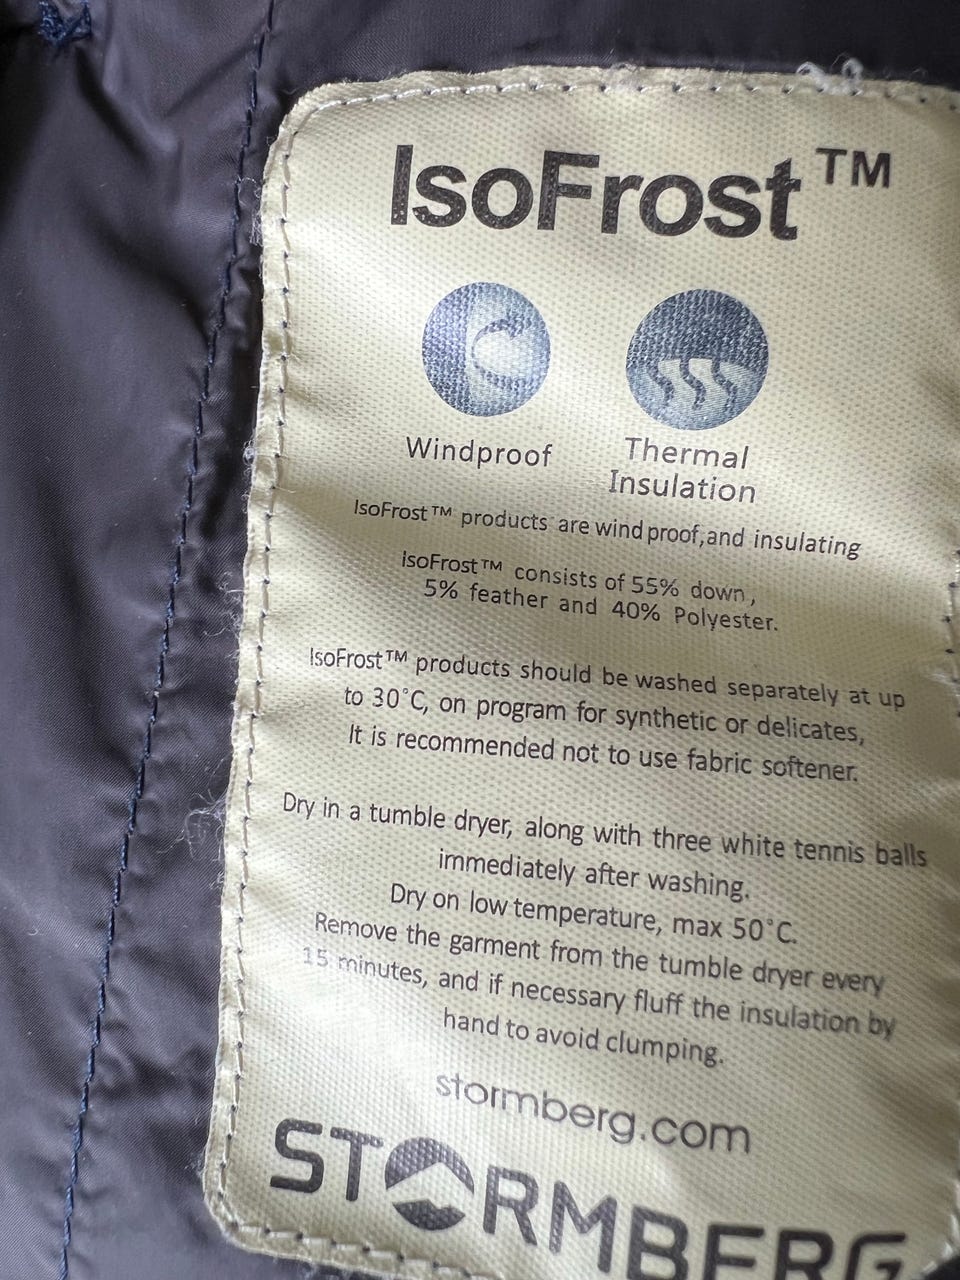 IsoFrost™
Windproof
Thermal
Insulation
IsoFrost™ products are wind proof,and insulating
isoFrost™ consists of 55% down,
5% feather and 40% Polyester.
IsoFrost™ products should be washed separately at up
to 30°C, on program for synthetic or delicates,
It is recommended not to use fabric softener.
Dry in a tumble dryer, along with three white tennis balls
immediately after washing.
Dry on low temperature, max 50°C.
Remove the garment from the tumble dryer every
15 minutes, and if necessary fluff the insulation by
hand to avoid clumping.
stormberg.com
STORMBERG